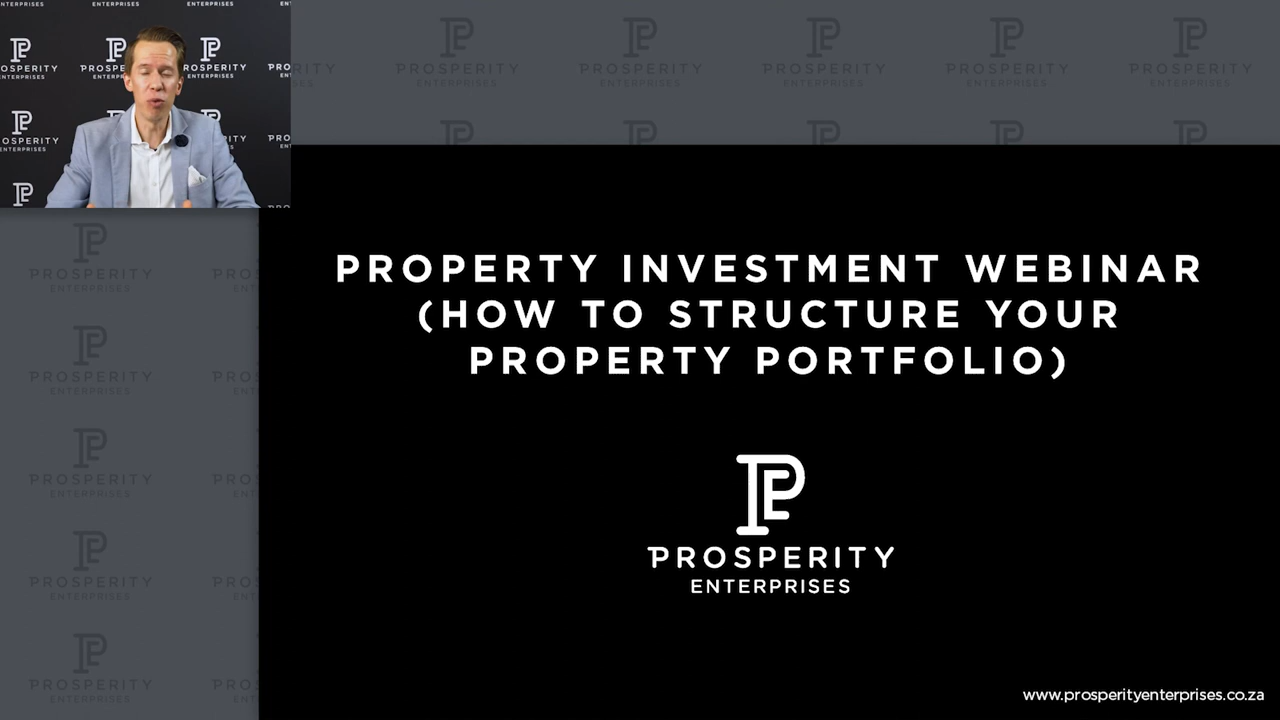 PROPERTY INVESTMENT WEBINAR
(HOW TO STRUCTURE YOUR
PROPERTY PORTFOLIO)
PROSPERITY
ENTERPRISES
www.prosperityenterprises.co.za